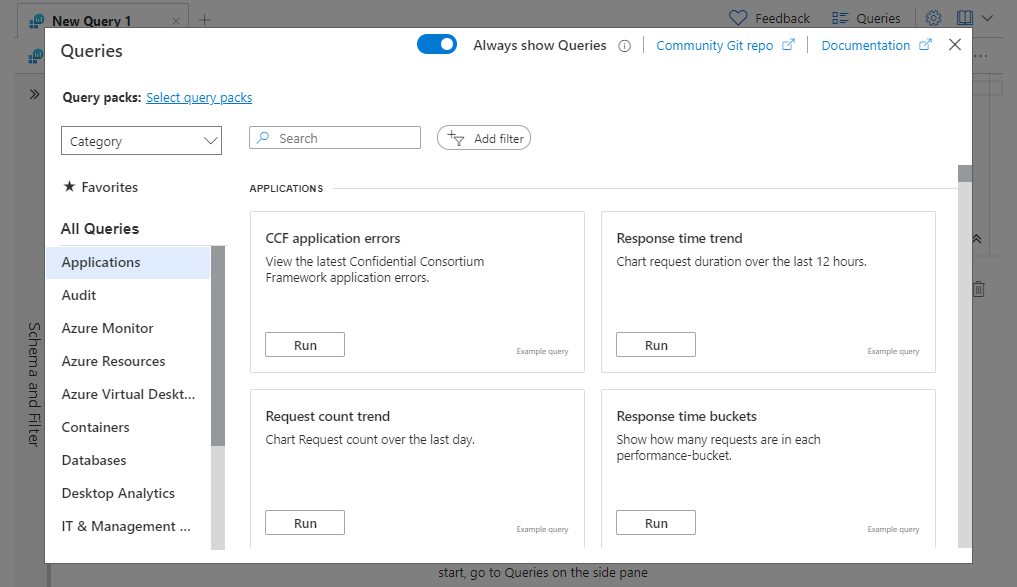 New Query 1
Feedback
Queries
Queries
Always show Queries
Community Git repo
Documentation
Query packs: Select query packs
Category
Search
Add filter
Favorites
All Queries
Applications
Audit
Azure Monitor
Azure Resources
Azure Virtual Deskt...
Containers
Databases
Desktop Analytics
IT & Management ...
APPLICATIONS
CCF application errors
View the latest Confidential Consortium
Framework application errors.
Run
Example query
Response time trend
Chart request duration over the last 12 hours.
Run
Example query
Request count trend
Chart Request count over the last day.
Run
Example query
Response time buckets
Show how many requests are in each
performance-bucket.
Run
Example query
Schema and Filter
start, go to Queries on the side pane